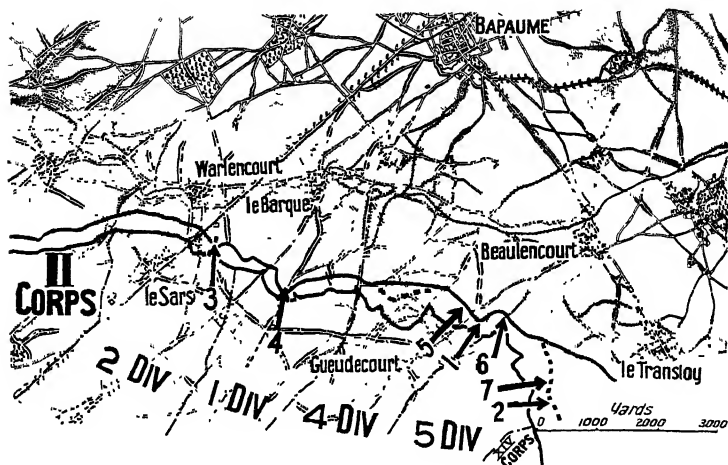 BAPAUME
Warlencourt
le Barque
Beaulencourt
II
CORPS
le Sars
3
4
Gueudecourt
5
1
6
7
2
le Transloy
2 DIV
1 DIV
4 DIV
5 DIV
XIV
CORPS
Yards
0 1000 2000 3000